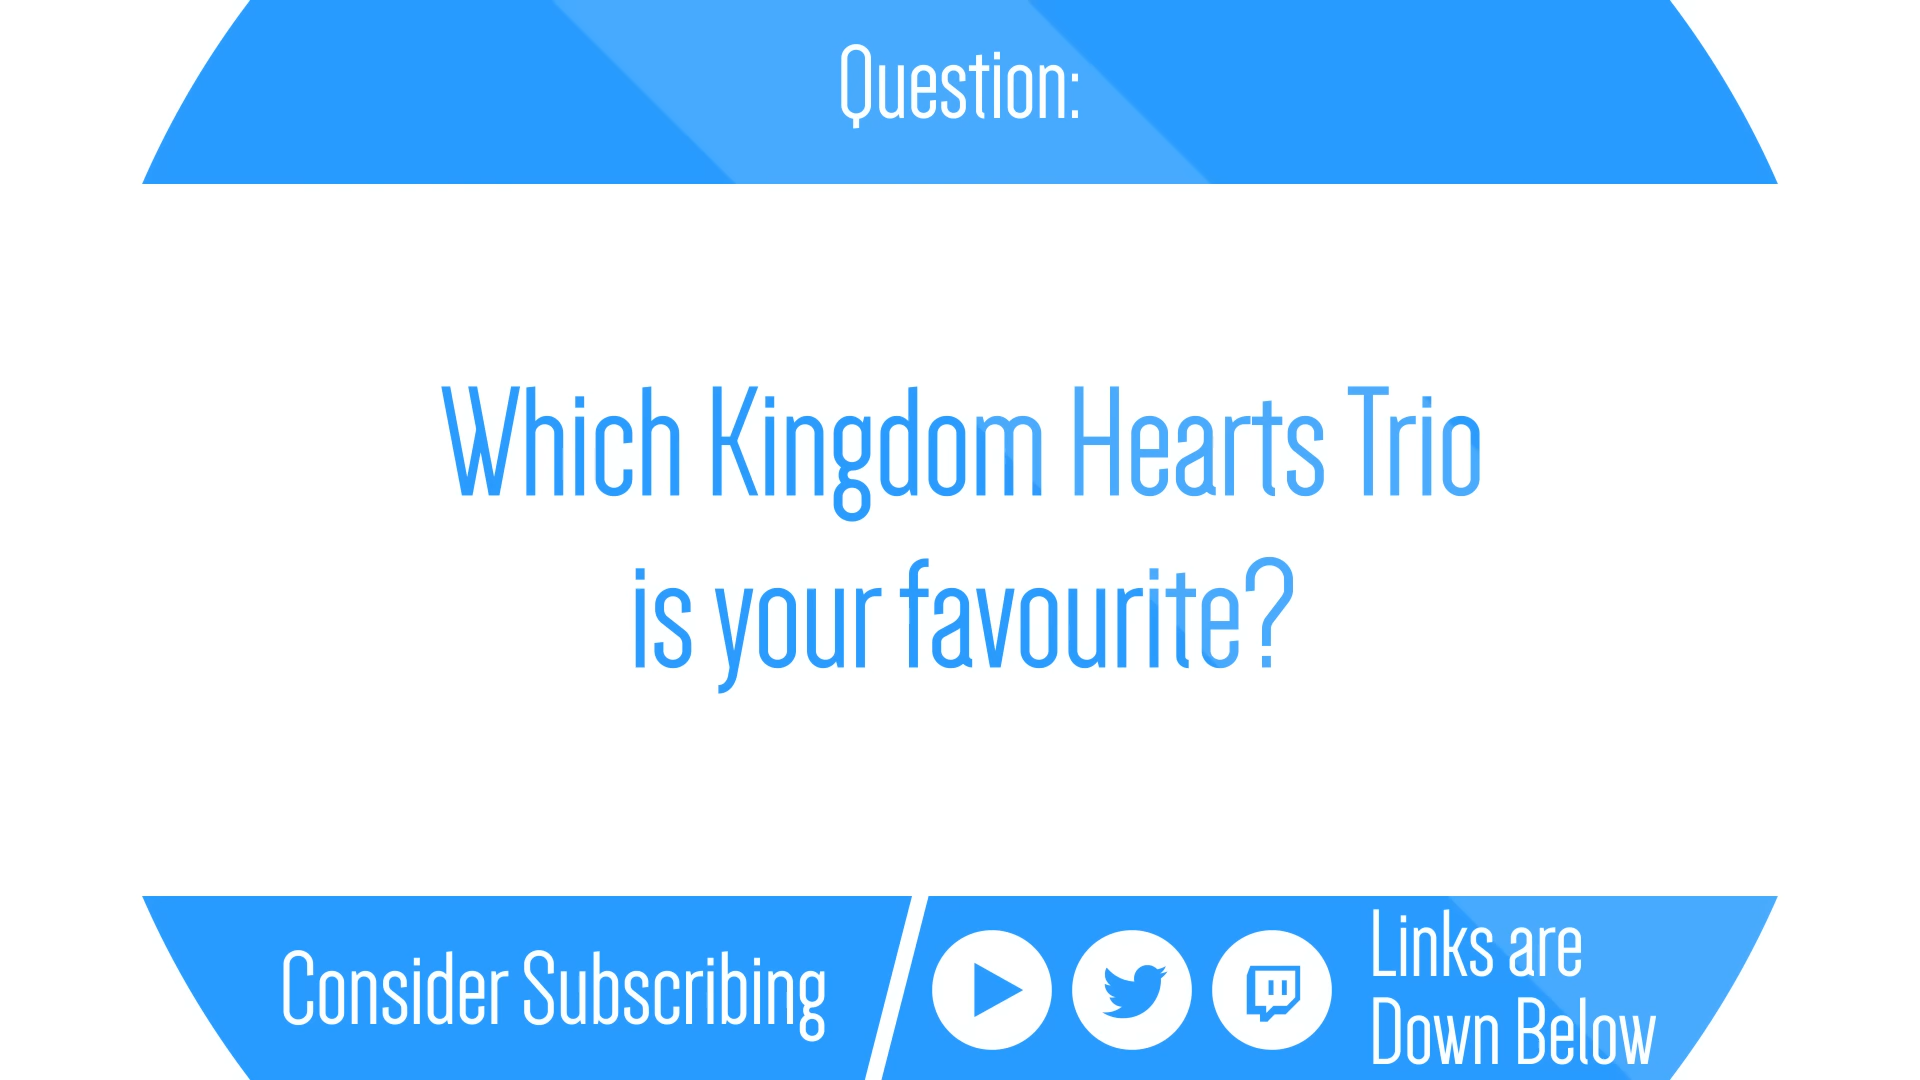 Question:
Which Kingdom Hearts Trio
is your favourite?
Consider Subscribing
Links are
Down Below